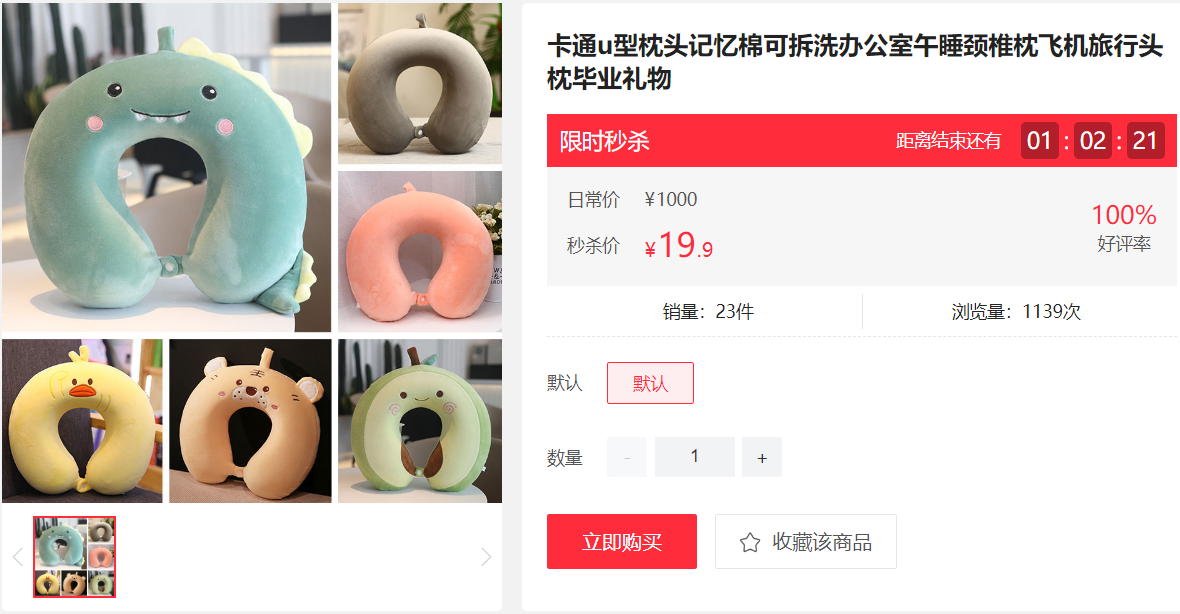 卡通u型枕头记忆棉可拆洗办公室午睡颈椎枕飞机旅行头
枕毕业礼物
限时秒杀
距离结束还有 01 : 02 : 21
日常价 ¥1000
秒杀价 ¥19.9
100%
好评率
销量：23件
浏览量：1139次
默认 默认
数量 - 1 +
立即购买
收藏该商品